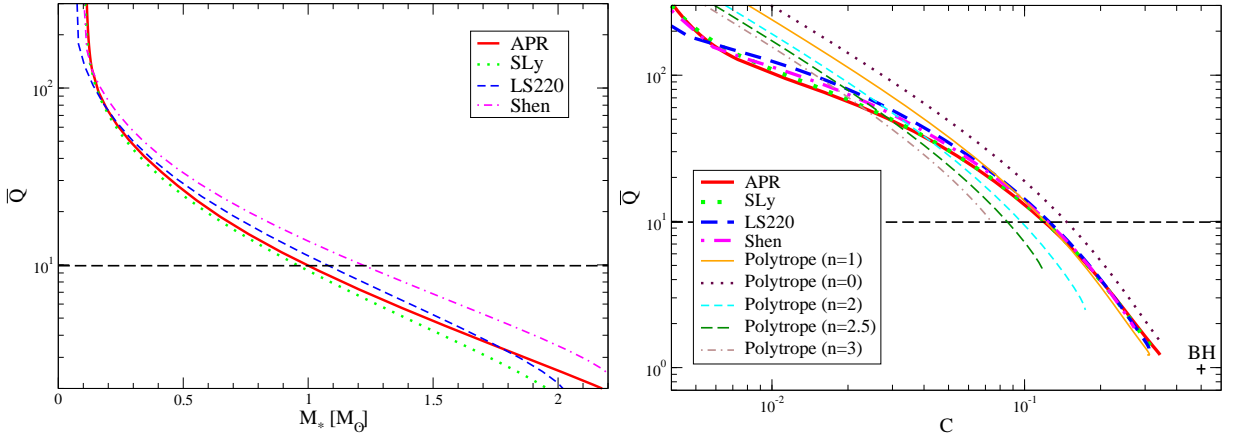 APR
SLy
LS220
Shen
10²
10¹
Q̅
0
0.5
1
1.5
2
M* [M⊙]
APR
SLy
LS220
Shen
Polytrope (n=1)
Polytrope (n=0)
Polytrope (n=2)
Polytrope (n=2.5)
Polytrope (n=3)
BH
+
10²
10¹
10⁰
Q̅
10⁻²
10⁻¹
C